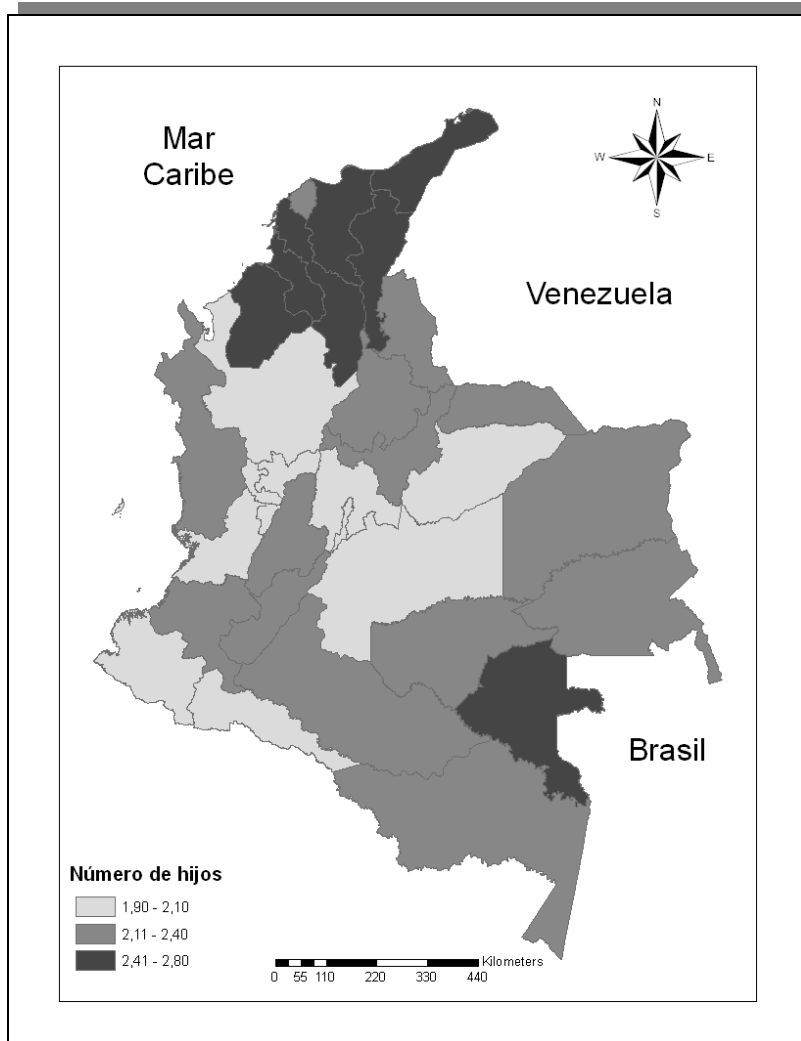 Mar
Caribe
N
W
E
S
Venezuela
Brasil
Número de hijos
1,90 - 2,10
2,11 - 2,40
2,41 - 2,80
Kilometers
0 55 110 220 330 440